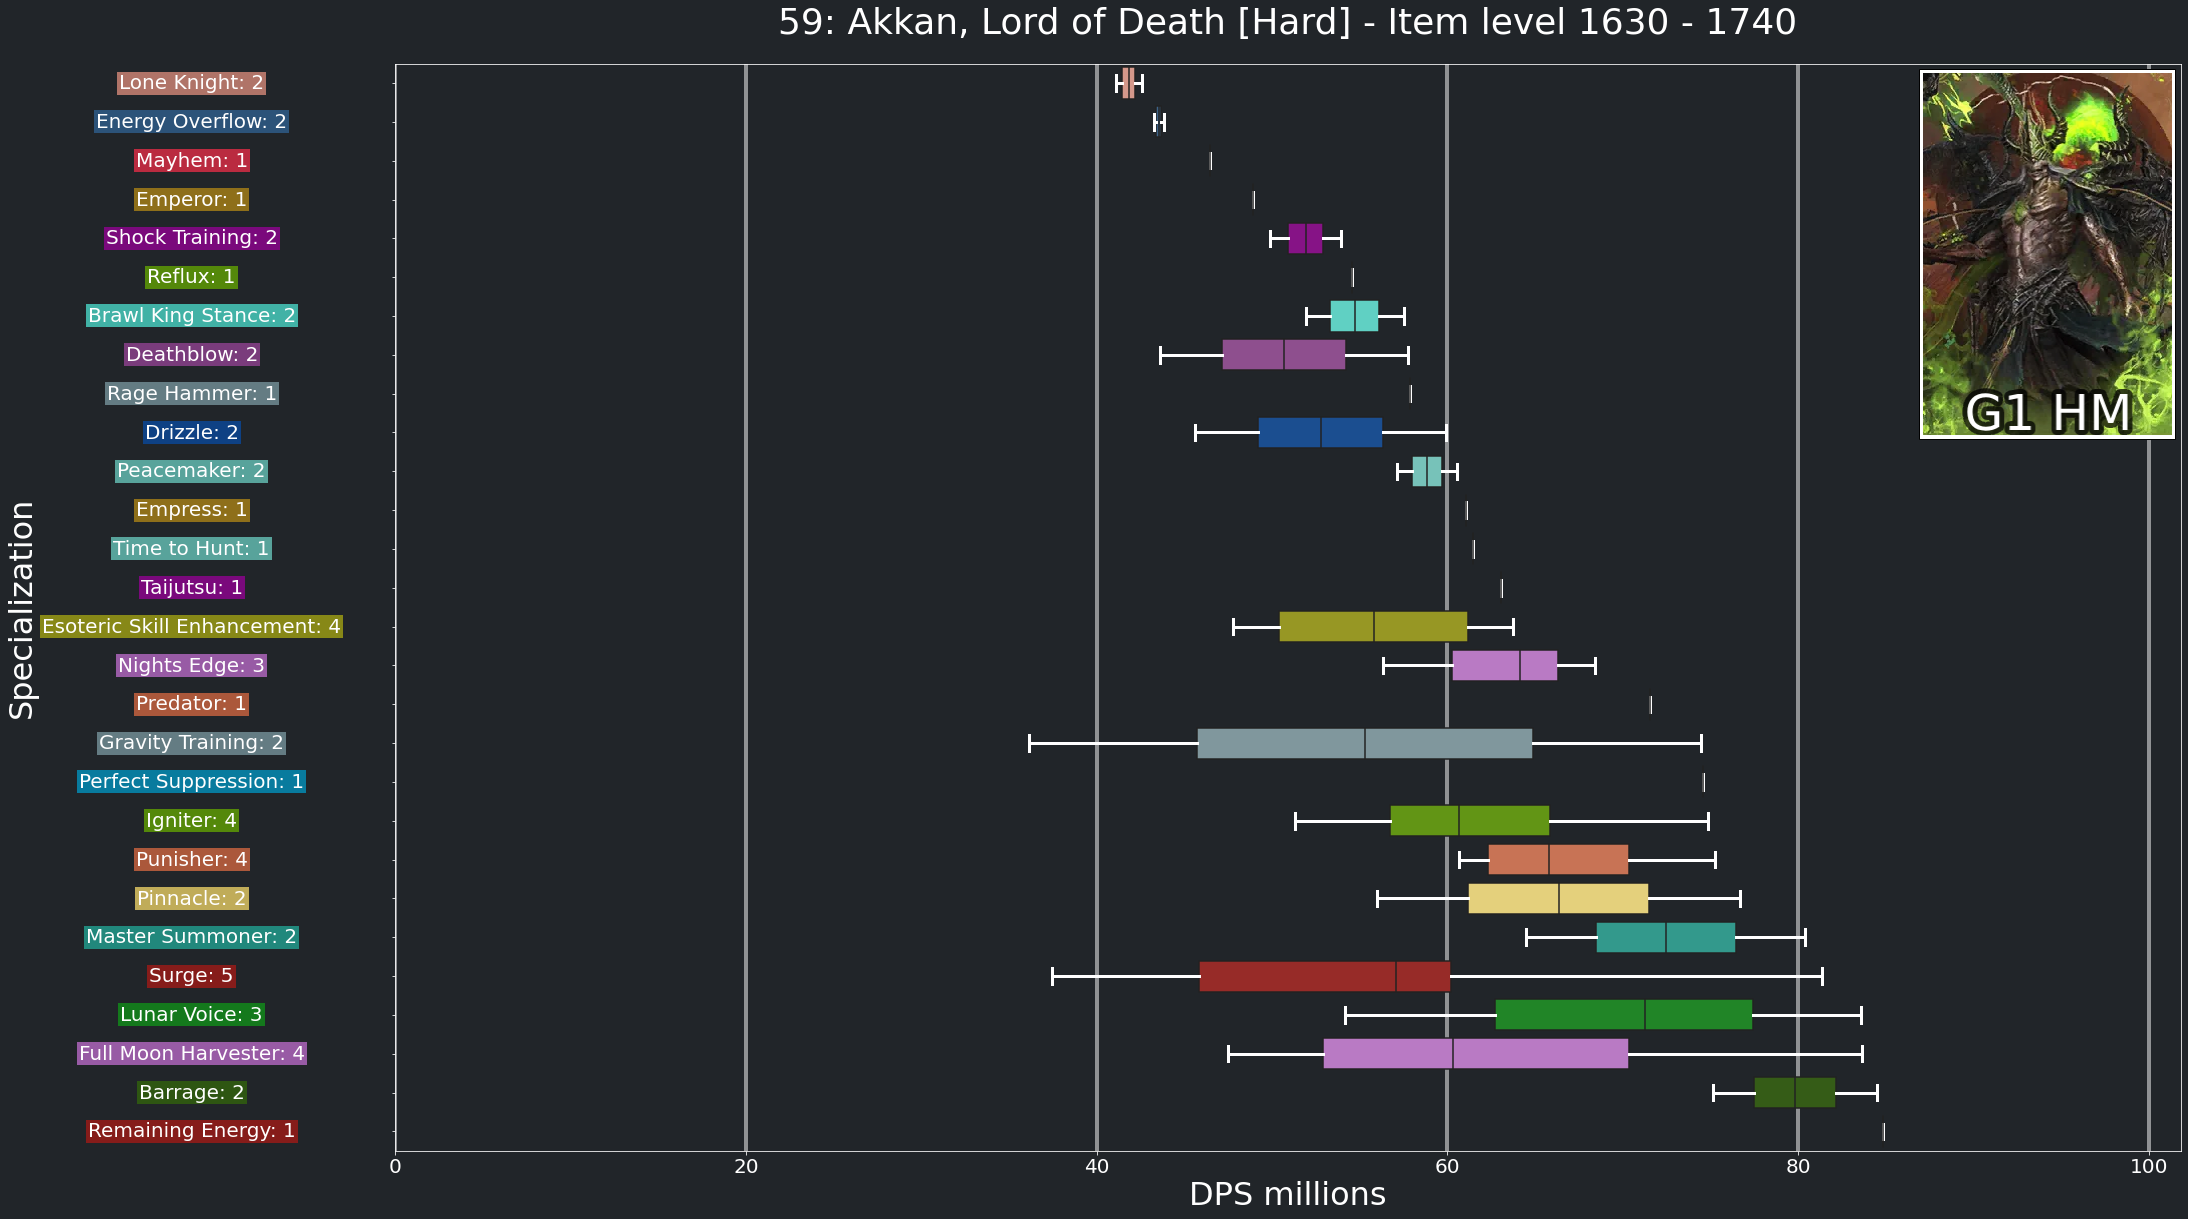 59: Akkan, Lord of Death [Hard] - Item level 1630 - 1740
Lone Knight: 2
Energy Overflow: 2
Mayhem: 1
Emperor: 1
Shock Training: 2
Reflux: 1
Brawl King Stance: 2
Deathblow: 2
Rage Hammer: 1
Drizzle: 2
Peacemaker: 2
Empress: 1
Time to Hunt: 1
Taijutsu: 1
Esoteric Skill Enhancement: 4
Nights Edge: 3
Predator: 1
Gravity Training: 2
Perfect Suppression: 1
Igniter: 4
Punisher: 4
Pinnacle: 2
Master Summoner: 2
Surge: 5
Lunar Voice: 3
Full Moon Harvester: 4
Barrage: 2
Remaining Energy: 1
Specialization
G1 HM
0 20 40 60 80 100
DPS millions